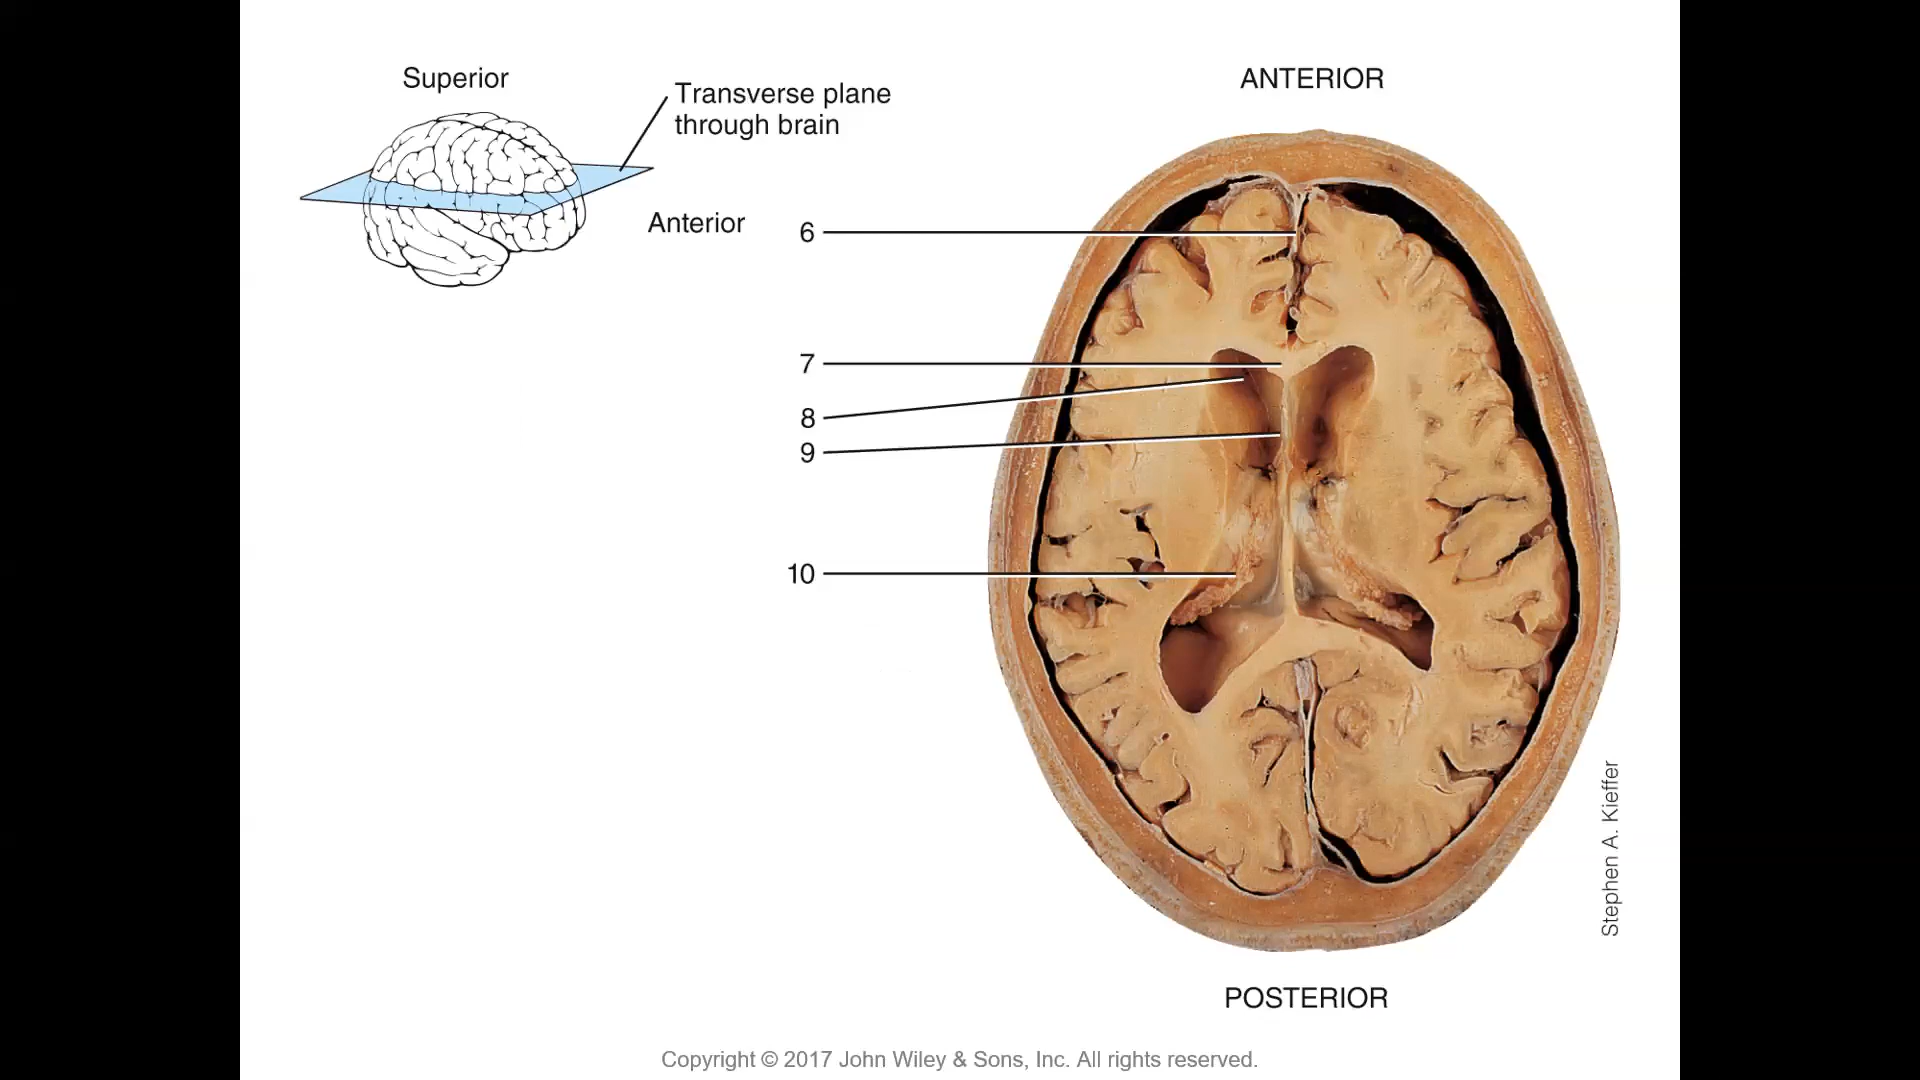 Superior
Transverse plane
through brain
Anterior
ANTERIOR
6
7
8
9
10
Stephen A. Kieffer
POSTERIOR
Copyright © 2017 John Wiley & Sons, Inc. All rights reserved.